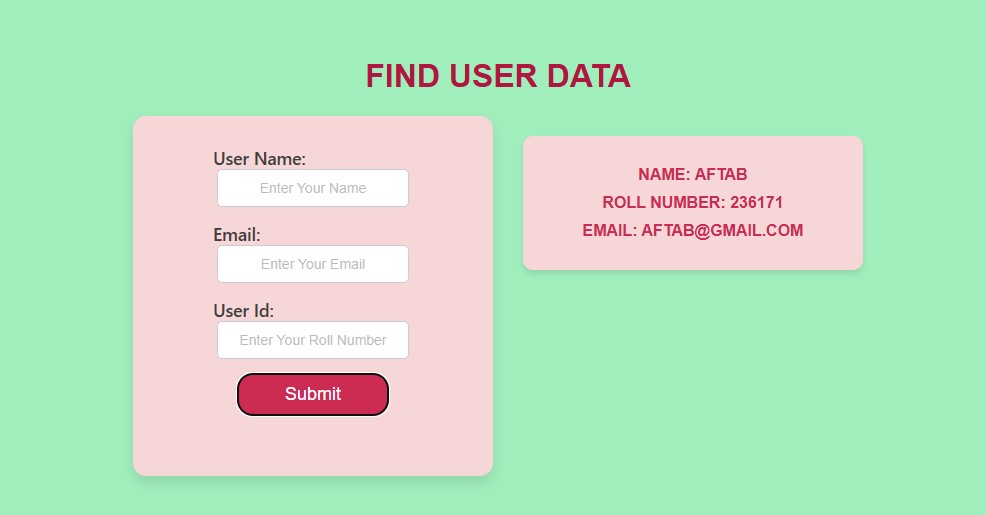 FIND USER DATA
User Name:
Enter Your Name
Email:
Enter Your Email
User Id:
Enter Your Roll Number
Submit
NAME: AFTAB
ROLL NUMBER: 236171
EMAIL: AFTAB@GMAIL.COM